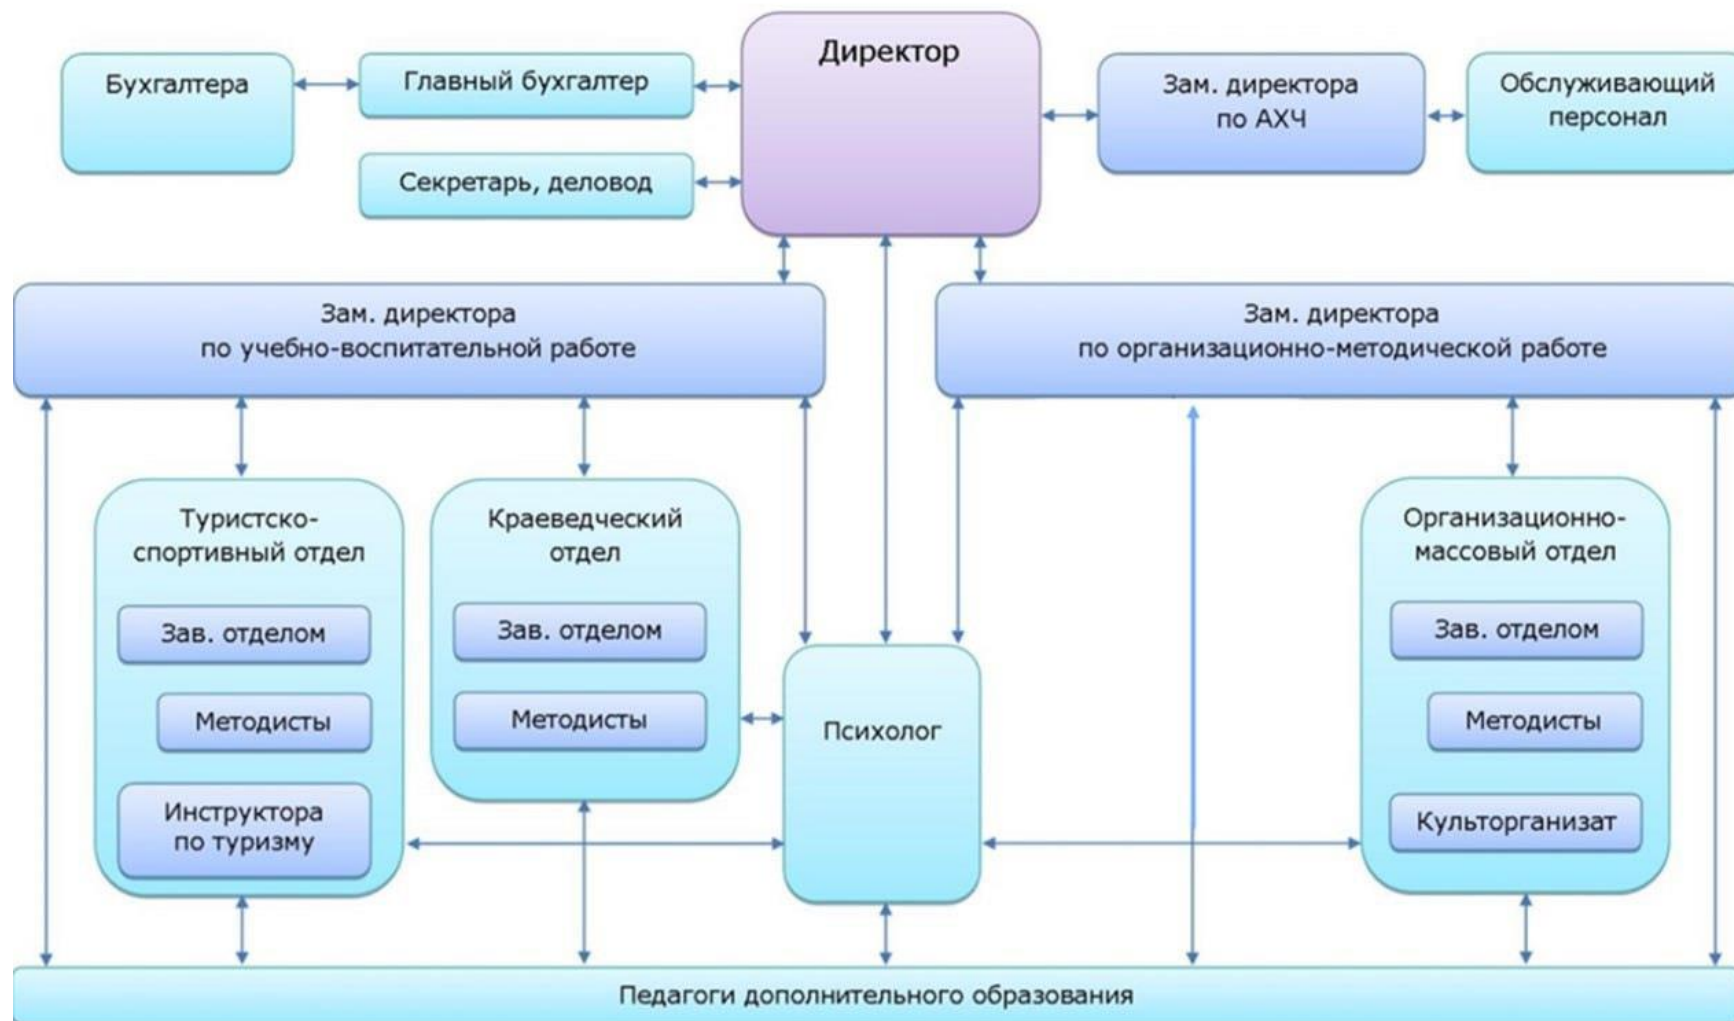 Директор
Бухгалтера
Главный бухгалтер
Секретарь, деловод
Зам. директора
по АХЧ
Обслуживающий
персонал
Зам. директора
по учебно-воспитательной работе
Зам. директора
по организационно-методической работе
Туристско-
спортивный отдел
Зав. отделом
Методисты
Инструктора
по туризму
Краеведческий
отдел
Зав. отделом
Методисты
Психолог
Организационно-
массовый отдел
Зав. отделом
Методисты
Культорганизат
Педагоги дополнительного образования